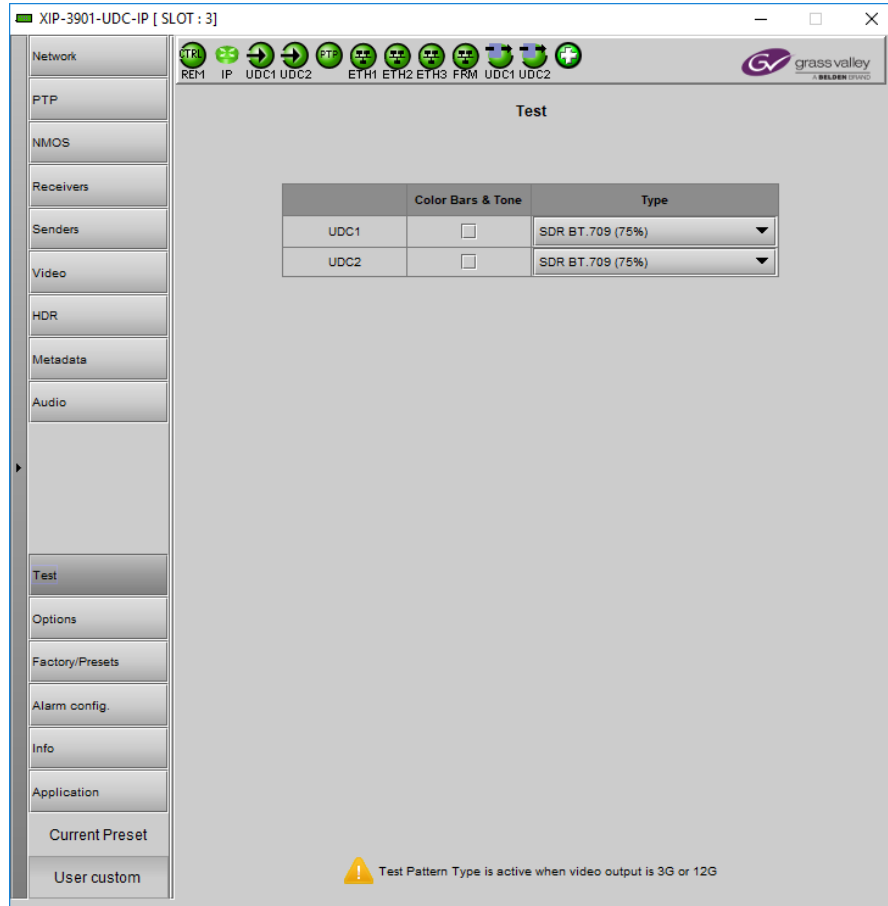 XIP-3901-UDC-IP [ SLOT : 3]
Network
PTP
NMOS
Receivers
Senders
Video
HDR
Metadata
Audio
Test
Options
Factory/Presets
Alarm config.
Info
Application
Current Preset
User custom
CTRL PTP
REM IP UDC1 UDC2 ETH1 ETH2 ETH3 FRM UDC1 UDC2
GV grass valley
A BELDEN BRAND
Test
Color Bars & Tone Type
UDC1 SDR BT.709 (75%)
UDC2 SDR BT.709 (75%)
Test Pattern Type is active when video output is 3G or 12G